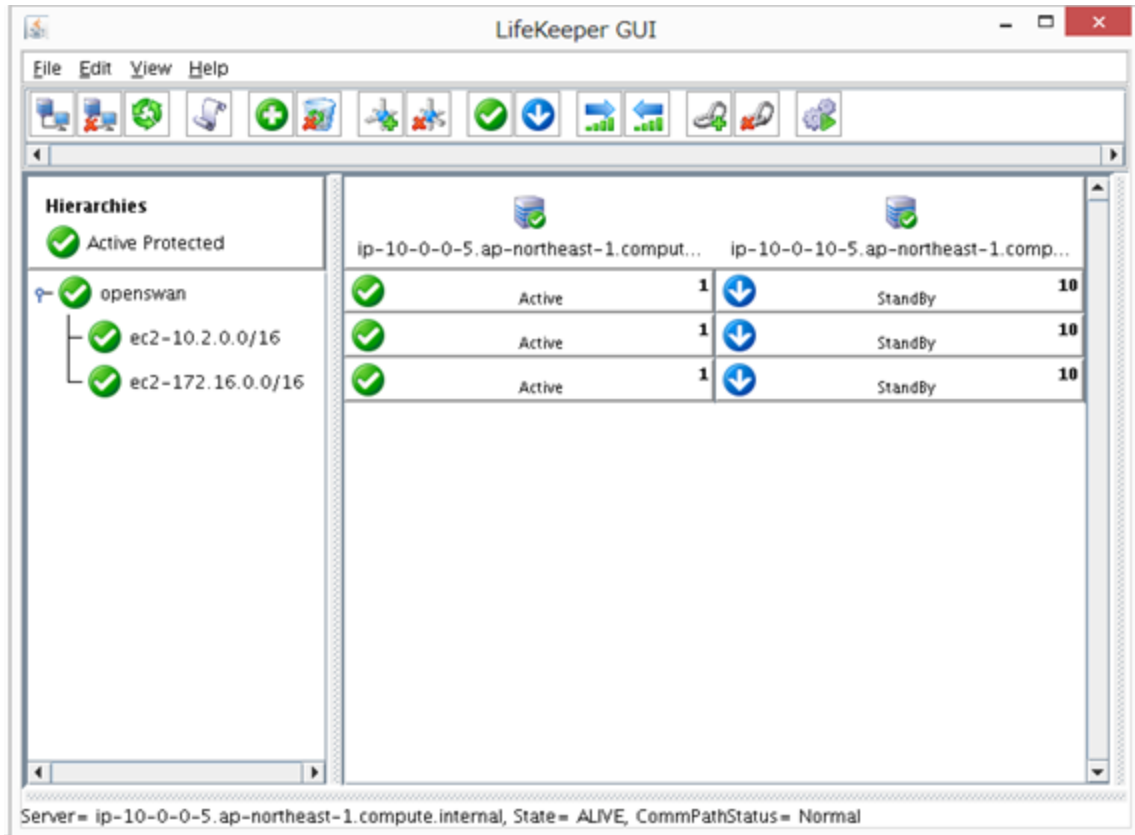 LifeKeeper GUI
File Edit View Help
Hierarchies
Active Protected
ip-10-0-0-5.ap-northeast-1.comput...
ip-10-0-10-5.ap-northeast-1.comp...
openswan
Active 1
StandBy 10
ec2-10.2.0.0/16
Active 1
StandBy 10
ec2-172.16.0.0/16
Active 1
StandBy 10
Server= ip-10-0-0-5.ap-northeast-1.compute.internal, State= ALIVE, CommPathStatus= Normal